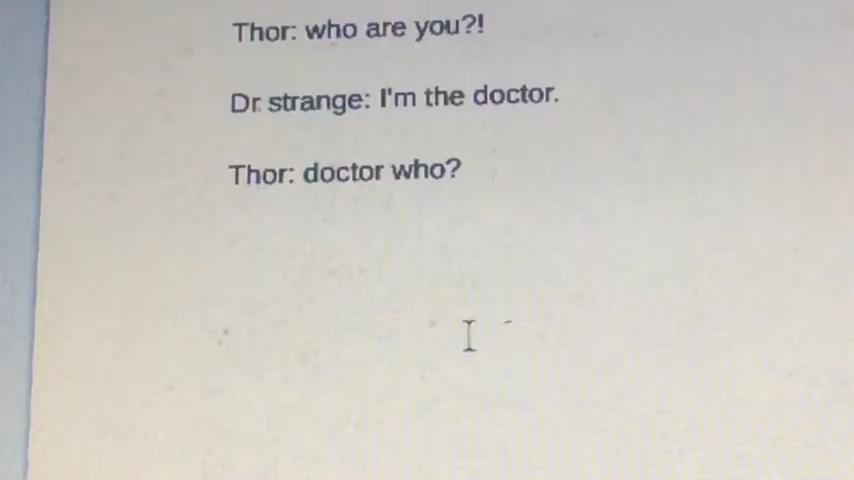 Thor: who are you?!
Dr. strange: I'm the doctor.
Thor: doctor who?